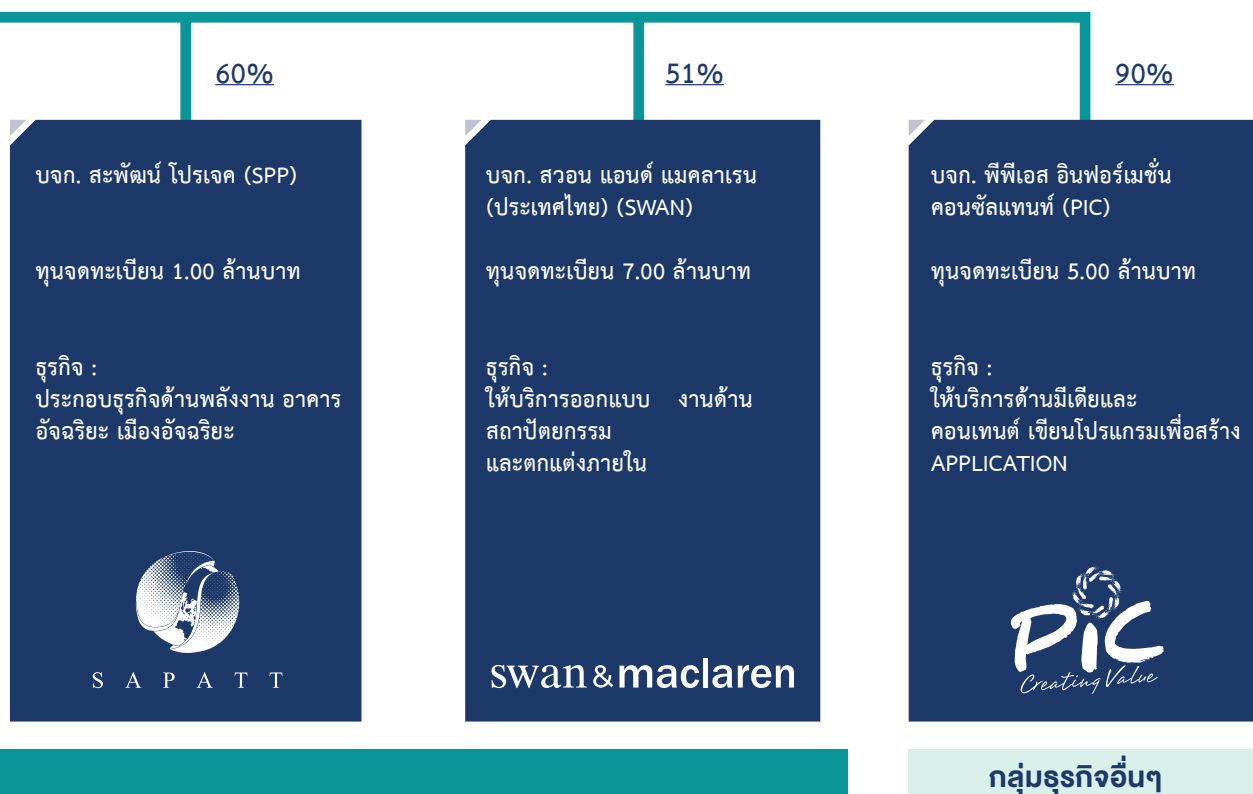 60%
บจก. สะพัฒน์ โปรเจค (SPP)
ทุนจดทะเบียน 1.00 ล้านบาท
ธุรกิจ :
ประกอบธุรกิจด้านพลังงาน อาคาร
อัจฉริยะ เมืองอัจฉริยะ
SAPATT
51%
บจก. สวอน แอนด์ แมคลาเรน
(ประเทศไทย) (SWAN)
ทุนจดทะเบียน 7.00 ล้านบาท
ธุรกิจ :
ให้บริการออกแบบ งานด้าน
สถาปัตยกรรม
และตกแต่งภายใน
swan&maclaren
90%
บจก. พีพีเอส อินฟอร์เมชั่น
คอนซัลแทนท์ (PIC)
ทุนจดทะเบียน 5.00 ล้านบาท
ธุรกิจ :
ให้บริการด้านมีเดียและ
คอนเทนต์ เขียนโปรแกรมเพื่อสร้าง
APPLICATION
PiC
Creating Value
กลุ่มธุรกิจอื่นๆ